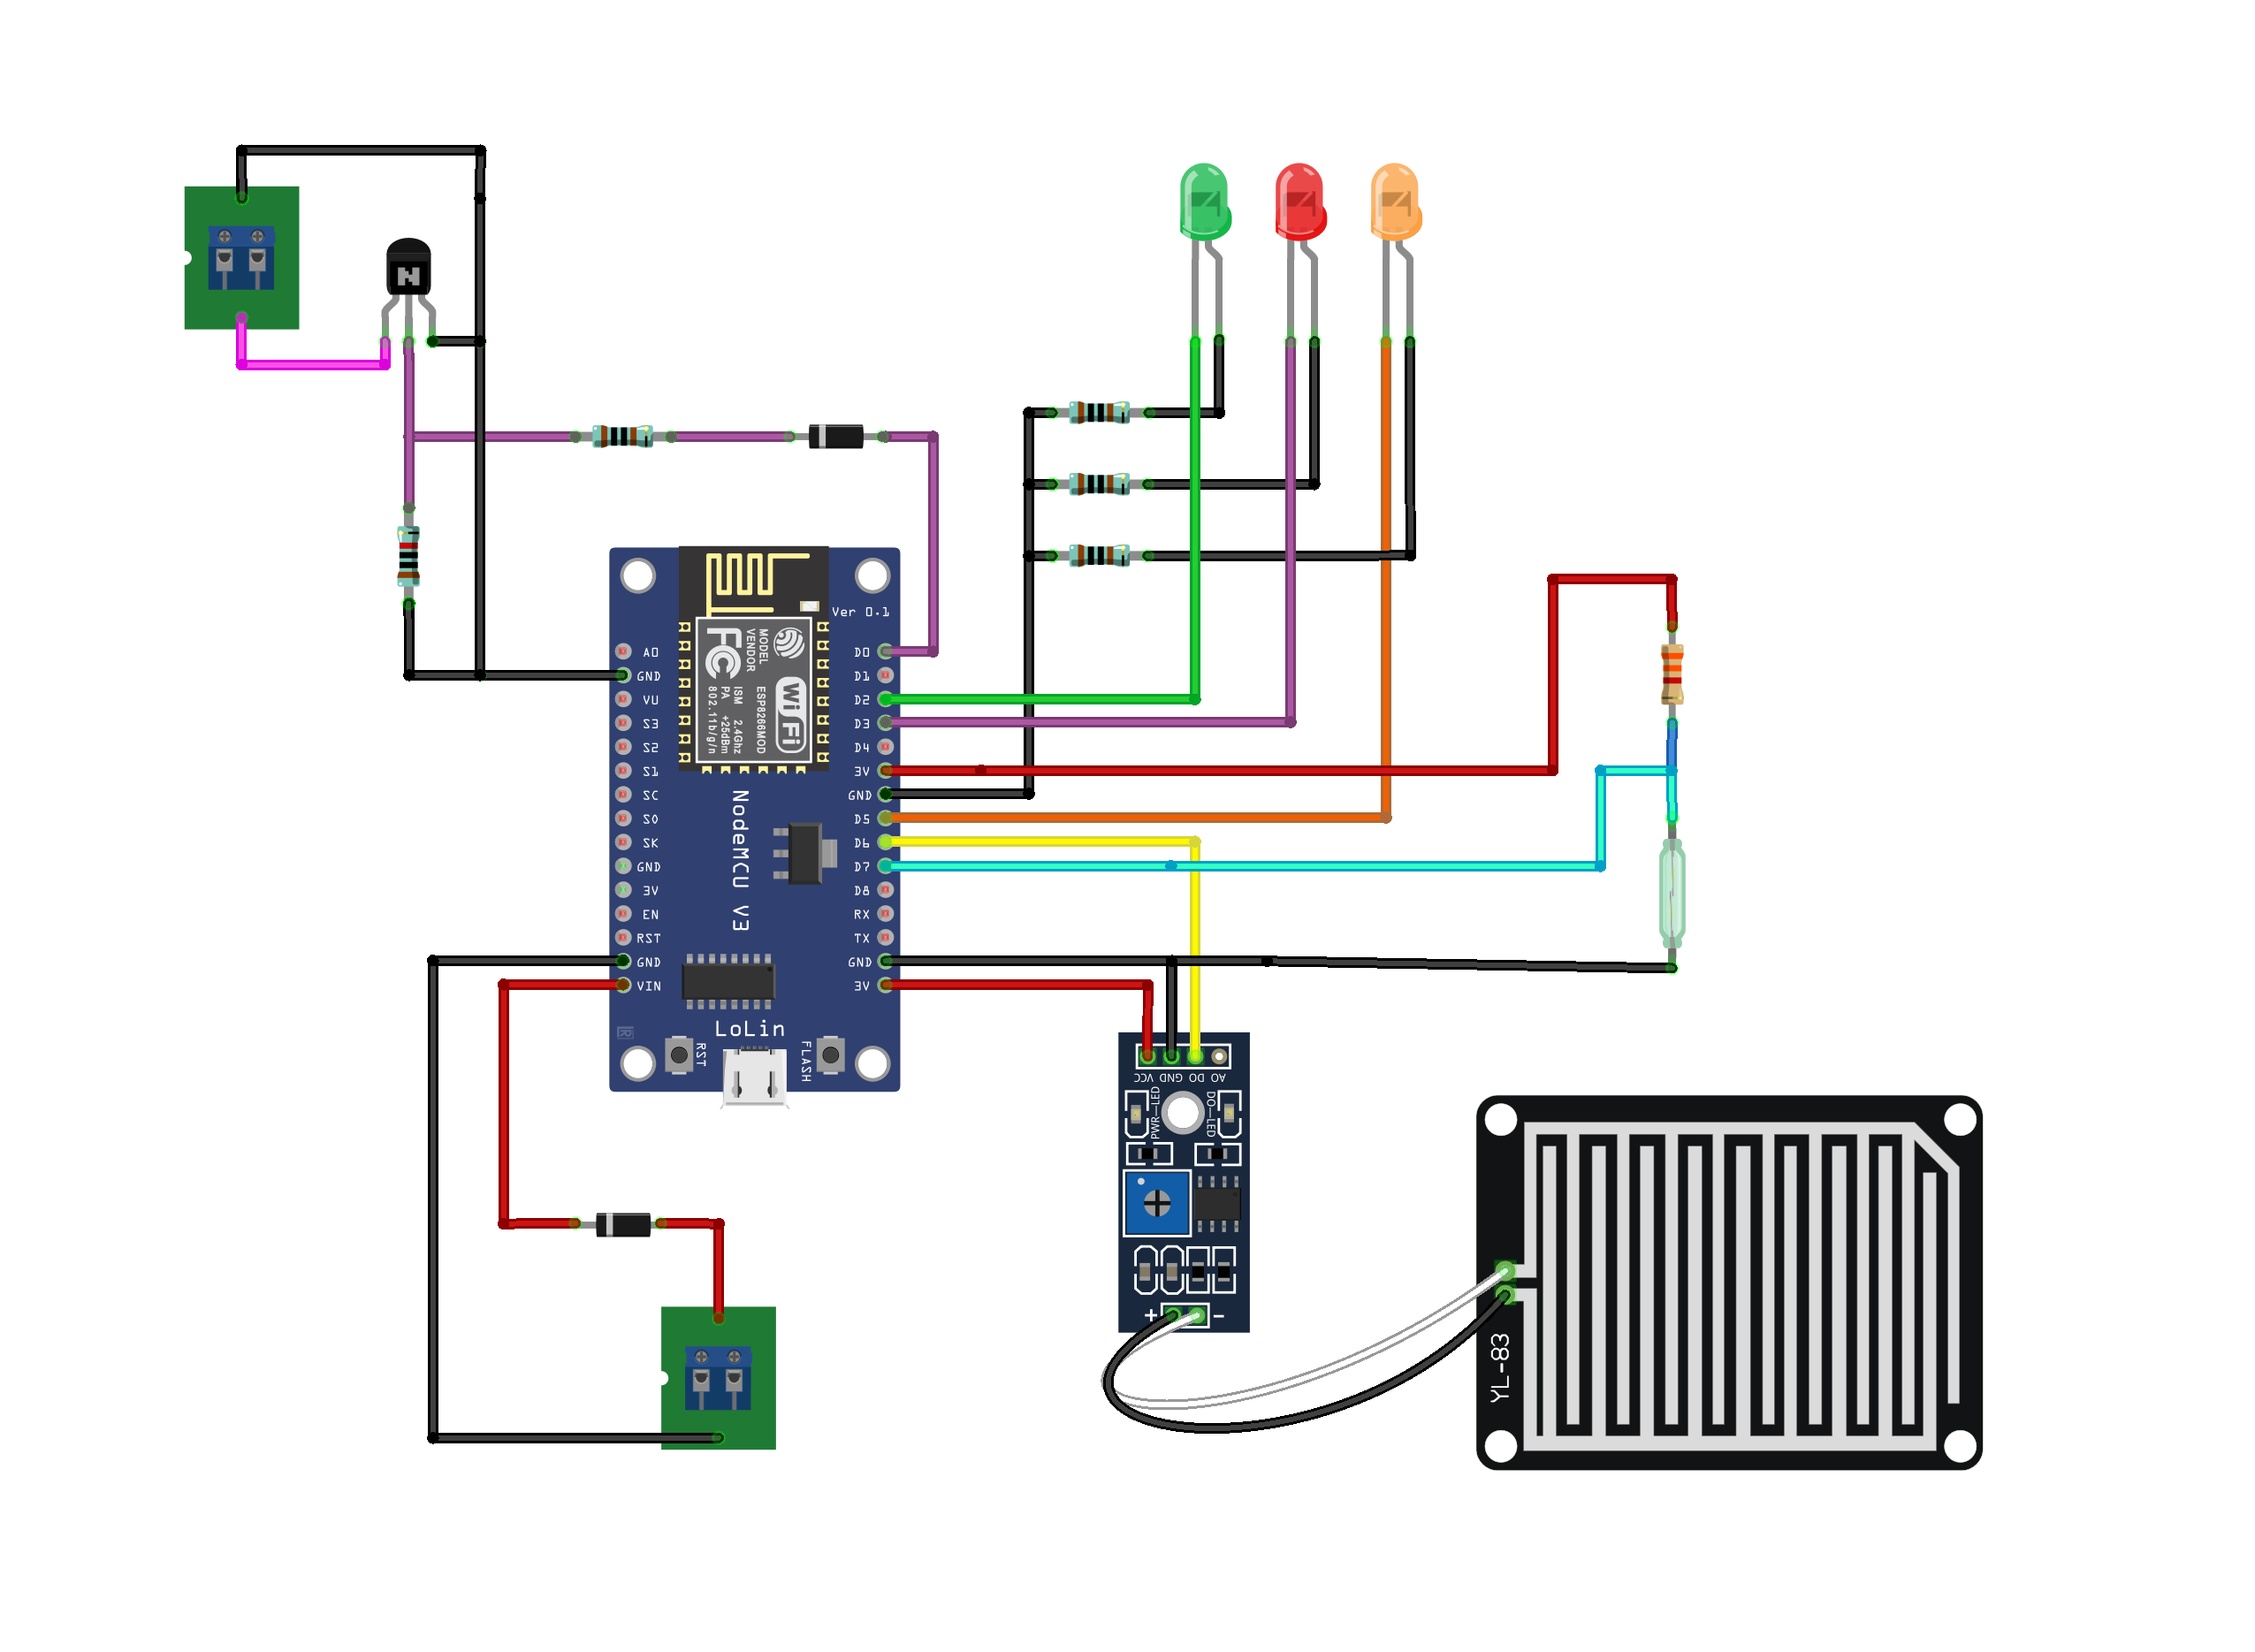 N
Ver 0.1
A0
GND
VU
S3
S2
S1
SC
S0
SK
GND
3V
EN
RST
GND
VIN
D0
D1
D2
D3
D4
3V
GND
D5
D6
D7
D8
RX
TX
GND
3V
FC
MODEL
VENDOR
ISM 2.4Ghz
PA +25dBm
802.11b/g/n
ESP8266MOD
WiFi
NodeMCU V3
LoLin
RST
FLASH
VCC GND DO AO
PWR-LED
DO-LED
+ -
YL-83